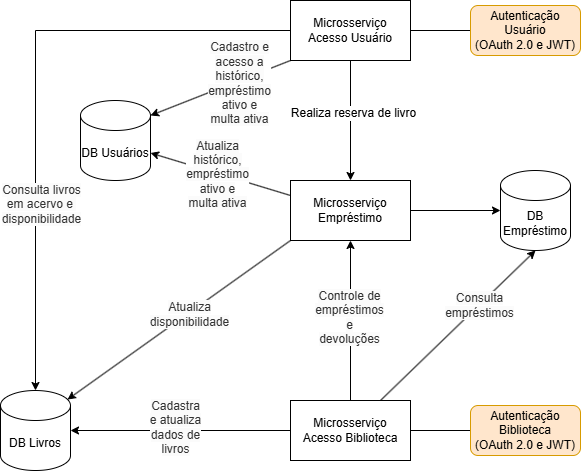 Microsserviço
Acesso Usuário
Autenticação
Usuário
(OAuth 2.0 e JWT)
Cadastro e
acesso a
histórico,
empréstimo
ativo e
multa ativa
Realiza reserva de livro
DB Usuários
Atualiza
histórico,
empréstimo
ativo e
multa ativa
Consulta livros
em acervo e
disponibilidade
Microsserviço
Empréstimo
DB
Empréstimo
Atualiza
disponibilidade
Controle de
empréstimos
e
devoluções
Consulta
empréstimos
DB Livros
Cadastra
e atualiza
dados de
livros
Microsserviço
Acesso Biblioteca
Autenticação
Biblioteca
(OAuth 2.0 e JWT)